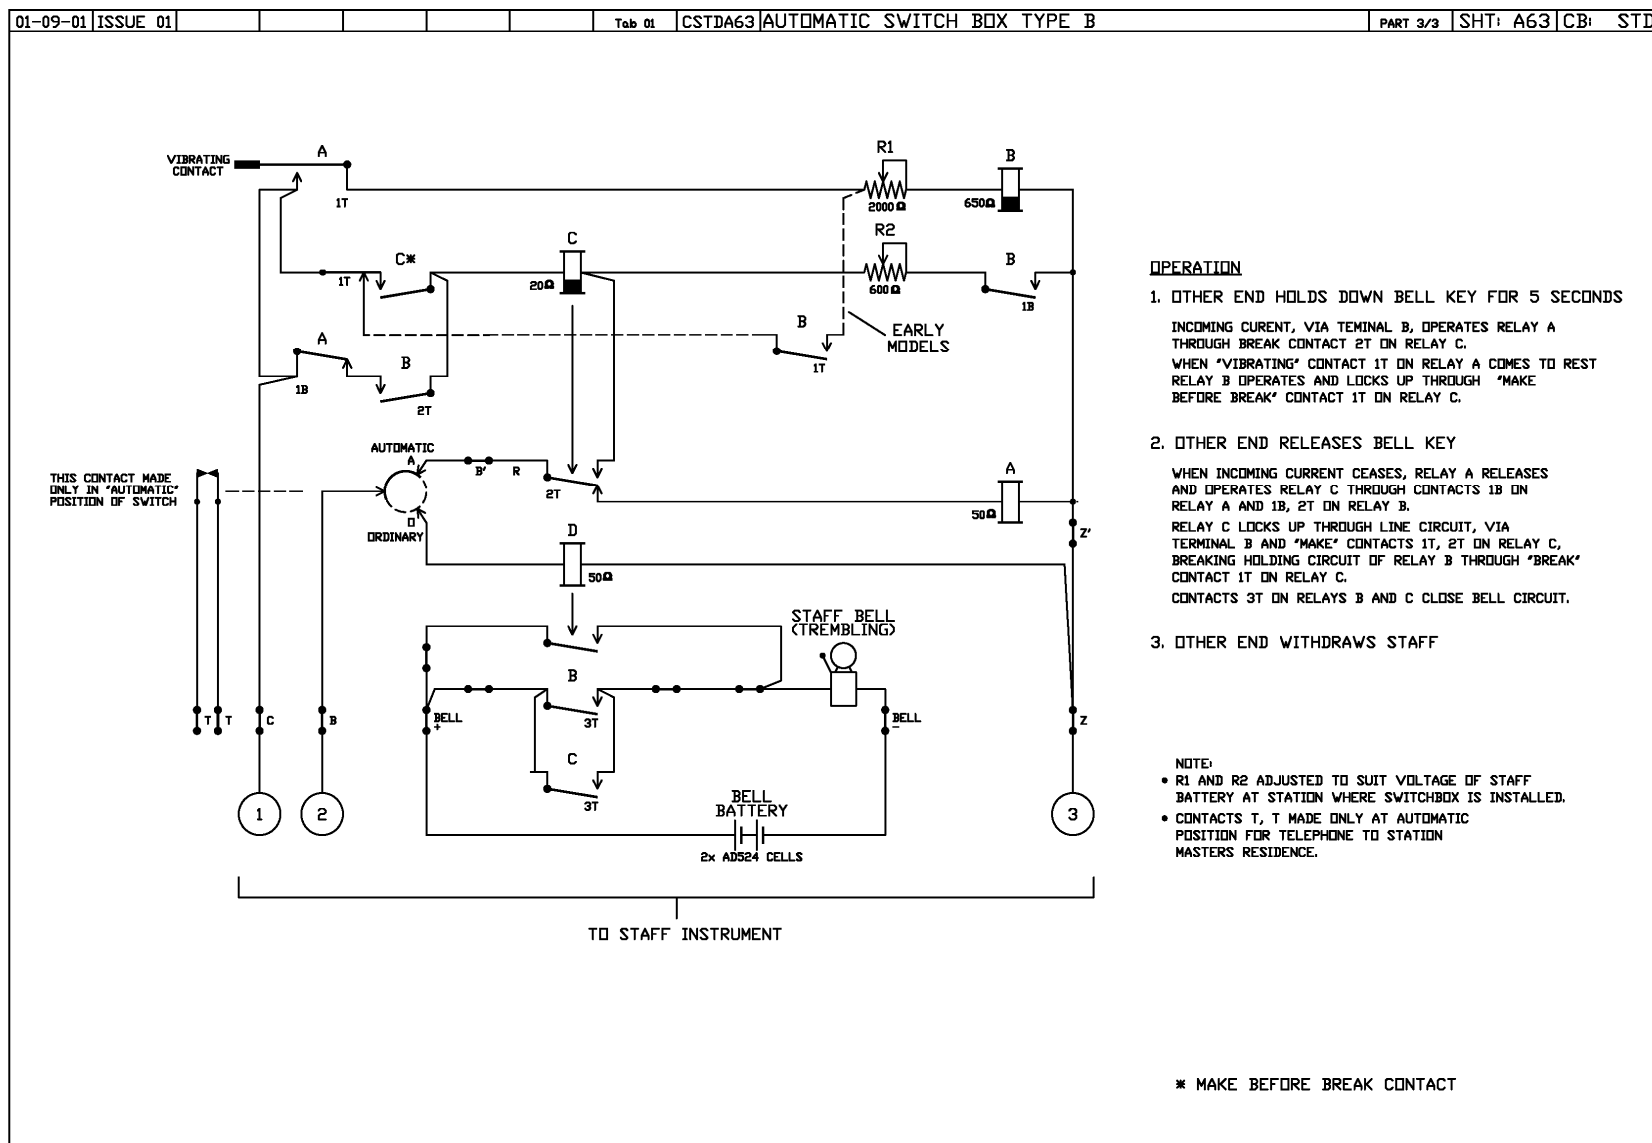 01-09-01 ISSUE 01 Tab 01 CSTDA63 AUTOMATIC SWITCH BOX TYPE B PART 3/3 SHT: A63 CB: STD
VIBRATING
CONTACT
A
1T
R1
2000Ω
B
650Ω
C*
1T
C
20Ω
R2
600Ω
B
1B
B
1T
EARLY
MODELS
A
1B
B
2T
AUTOMATIC
A
B' R
2T
A
50Ω
THIS CONTACT MADE
ONLY IN "AUTOMATIC"
POSITION OF SWITCH
O
ORDINARY
D
50Ω
Z'
STAFF BELL
(TREMBLING)
B
3T
C
3T
T T C B
BELL
+
BELL
-
Z
BELL
BATTERY
2x AD524 CELLS
1 2 3
TO STAFF INSTRUMENT
OPERATION
1. OTHER END HOLDS DOWN BELL KEY FOR 5 SECONDS
INCOMING CURENT, VIA TEMINAL B, OPERATES RELAY A
THROUGH BREAK CONTACT 2T ON RELAY C.
WHEN "VIBRATING" CONTACT 1T ON RELAY A COMES TO REST
RELAY B OPERATES AND LOCKS UP THROUGH "MAKE
BEFORE BREAK" CONTACT 1T ON RELAY C.
2. OTHER END RELEASES BELL KEY
WHEN INCOMING CURRENT CEASES, RELAY A RELEASES
AND OPERATES RELAY C THROUGH CONTACTS 1B ON
RELAY A AND 1B, 2T ON RELAY B.
RELAY C LOCKS UP THROUGH LINE CIRCUIT, VIA
TERMINAL B AND "MAKE" CONTACTS 1T, 2T ON RELAY C,
BREAKING HOLDING CIRCUIT OF RELAY B THROUGH "BREAK"
CONTACT 1T ON RELAY C.
CONTACTS 3T ON RELAYS B AND C CLOSE BELL CIRCUIT.
3. OTHER END WITHDRAWS STAFF
NOTE:
• R1 AND R2 ADJUSTED TO SUIT VOLTAGE OF STAFF
BATTERY AT STATION WHERE SWITCHBOX IS INSTALLED.
• CONTACTS T, T MADE ONLY AT AUTOMATIC
POSITION FOR TELEPHONE TO STATION
MASTERS RESIDENCE.
* MAKE BEFORE BREAK CONTACT